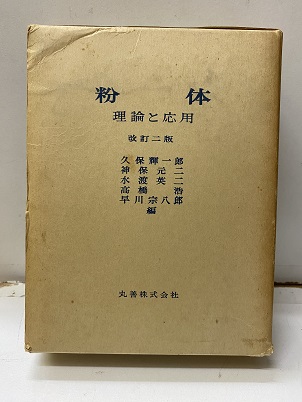 粉体
理論と応用
改訂二版
久保輝一郎
神保元二
水渡英二
高橋浩
早川宗八郎
編
丸善株式会社